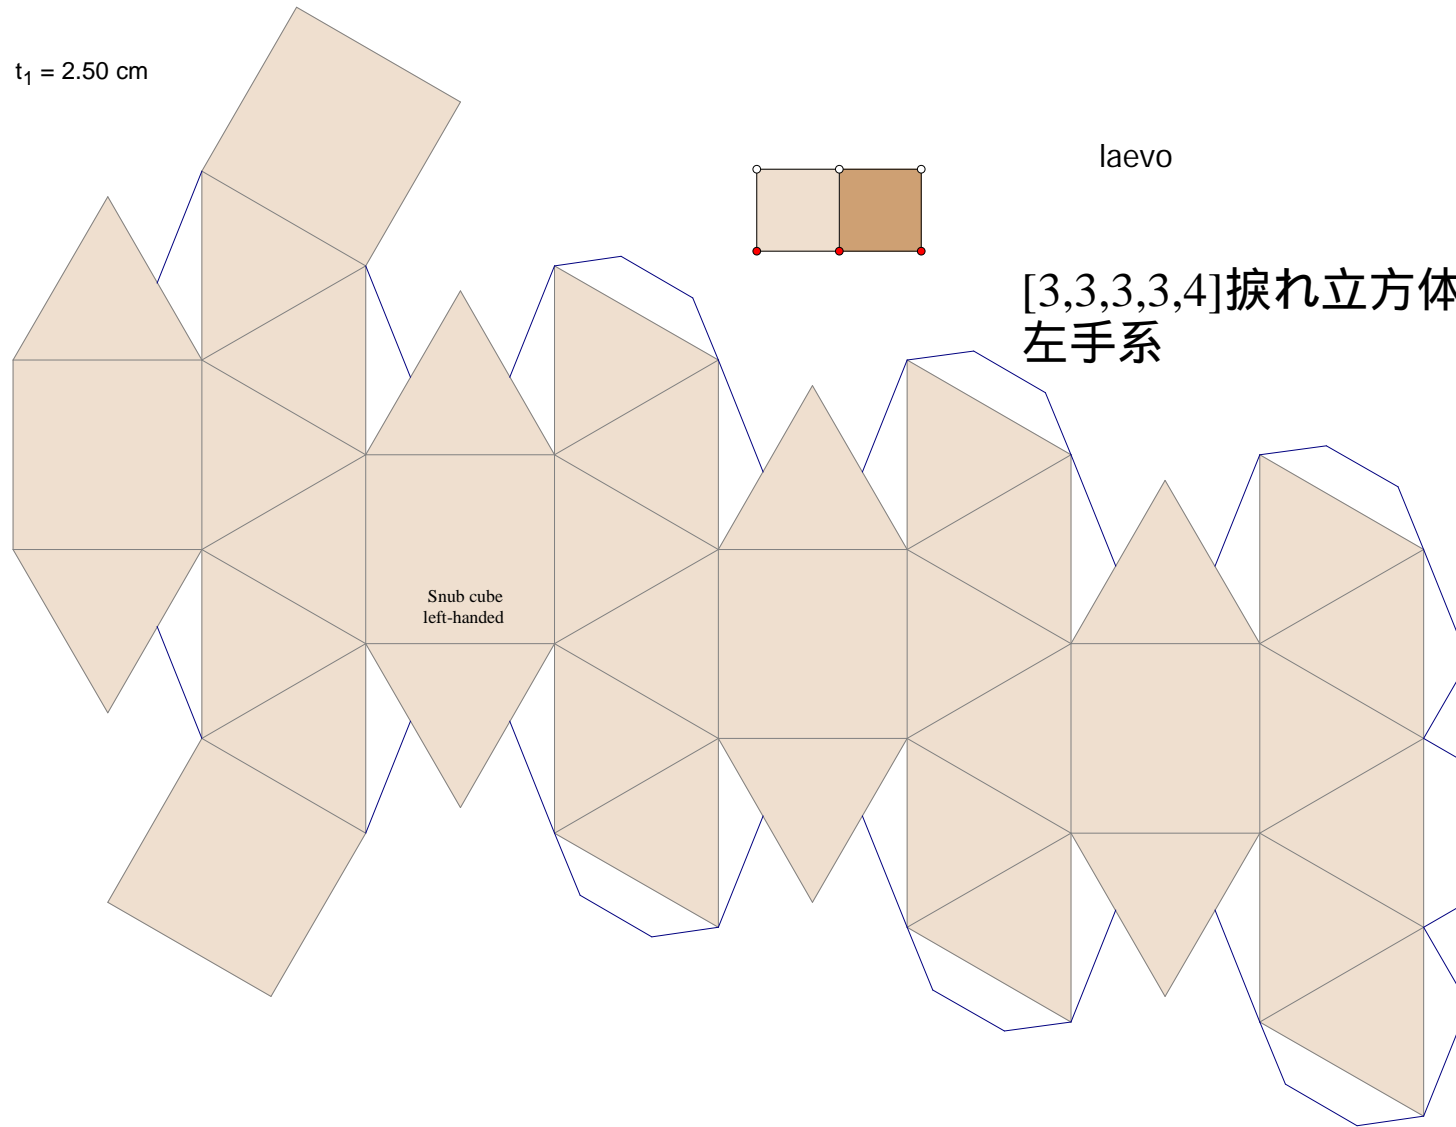 t₁ = 2.50 cm
laevo
[3,3,3,3,4]捩れ立方体
左手系
Snub cube
left-handed